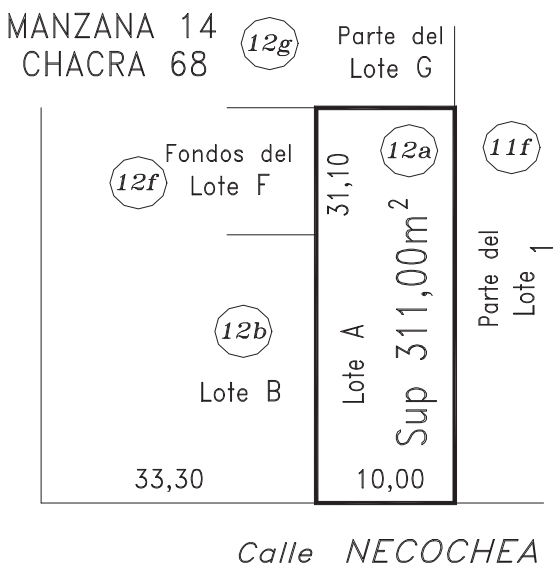 MANZANA 14
CHACRA 68
12g
Parte del
Lote G
Fondos del
Lote F
12f
12a
11f
31,10
Sup 311,00m²
Lote A
Parte del
Lote 1
12b
Lote B
33,30
10,00
Calle NECOCHEA